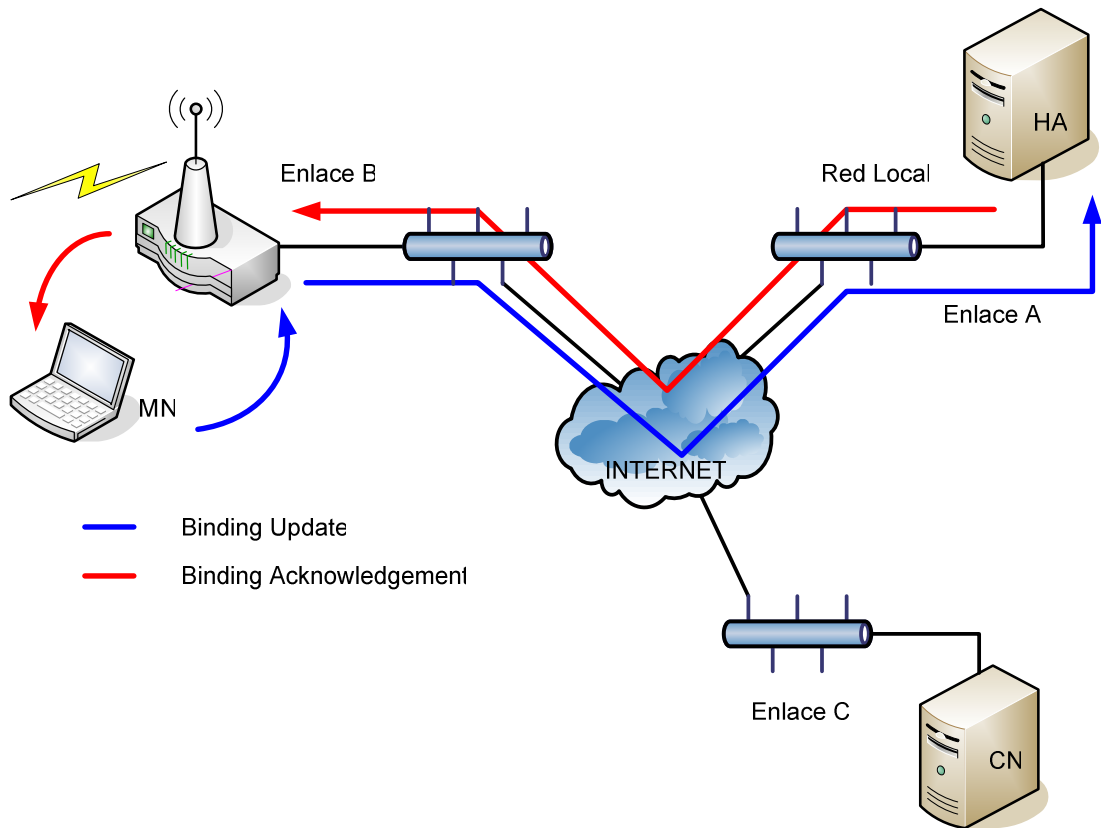 HA
Enlace B
Red Local
Enlace A
MN
INTERNET
Binding Update
Binding Acknowledgement
Enlace C
CN